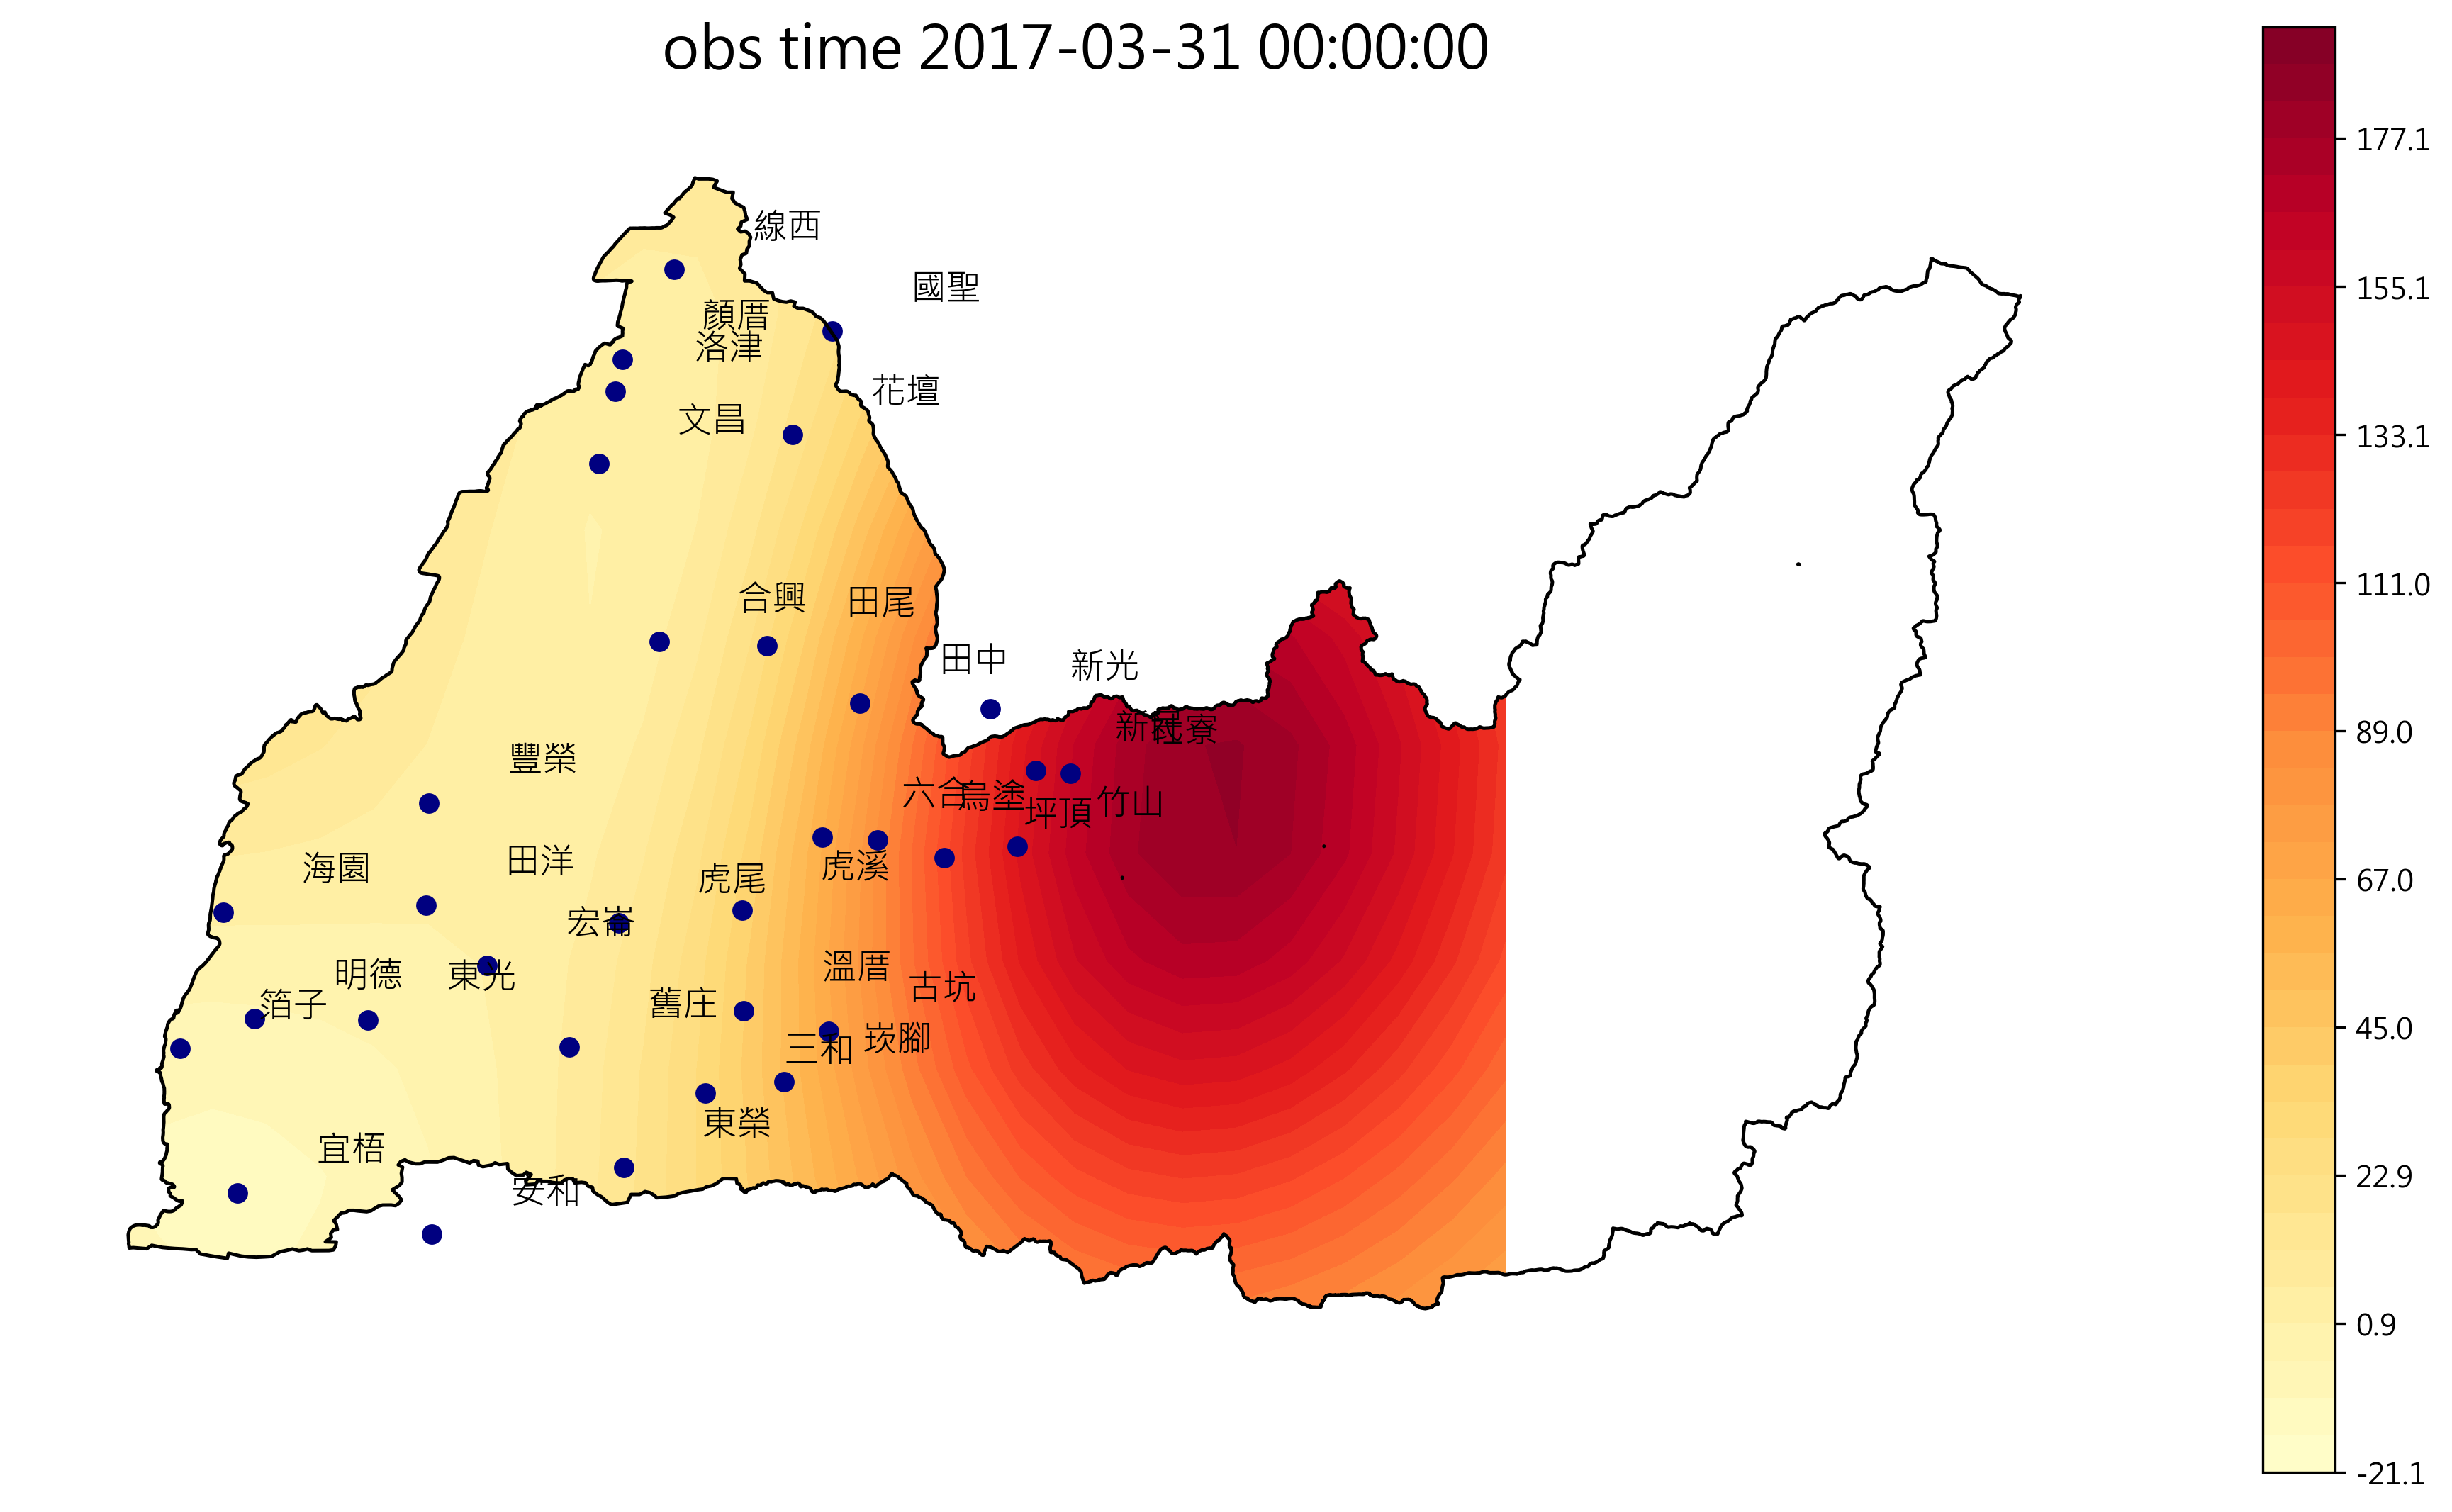 obs time 2017-03-31 00:00:00
線西
國聖
顏厝
洛津
花壇
文昌
合興
田尾
田中
新光
新民
社寮
豐榮
六合
烏塗
坪頂
竹山
海園
田洋
虎尾
虎溪
宏崙
明德
東光
溫厝
古坑
箔子
舊庄
三和
崁腳
東榮
宜梧
安和
177.1
155.1
133.1
111.0
89.0
67.0
45.0
22.9
0.9
-21.1